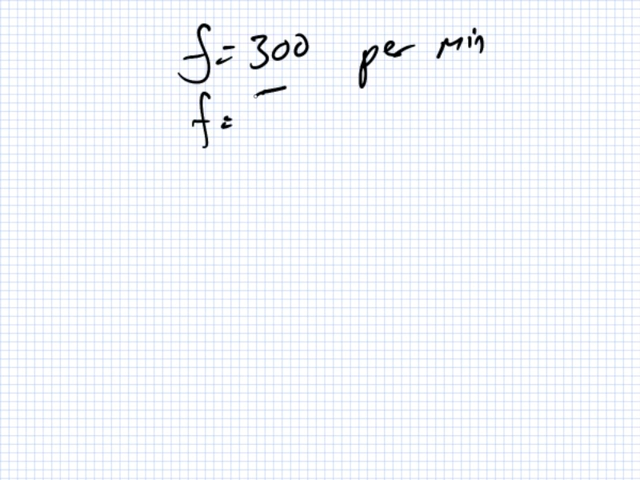 f = 300 per min
f =